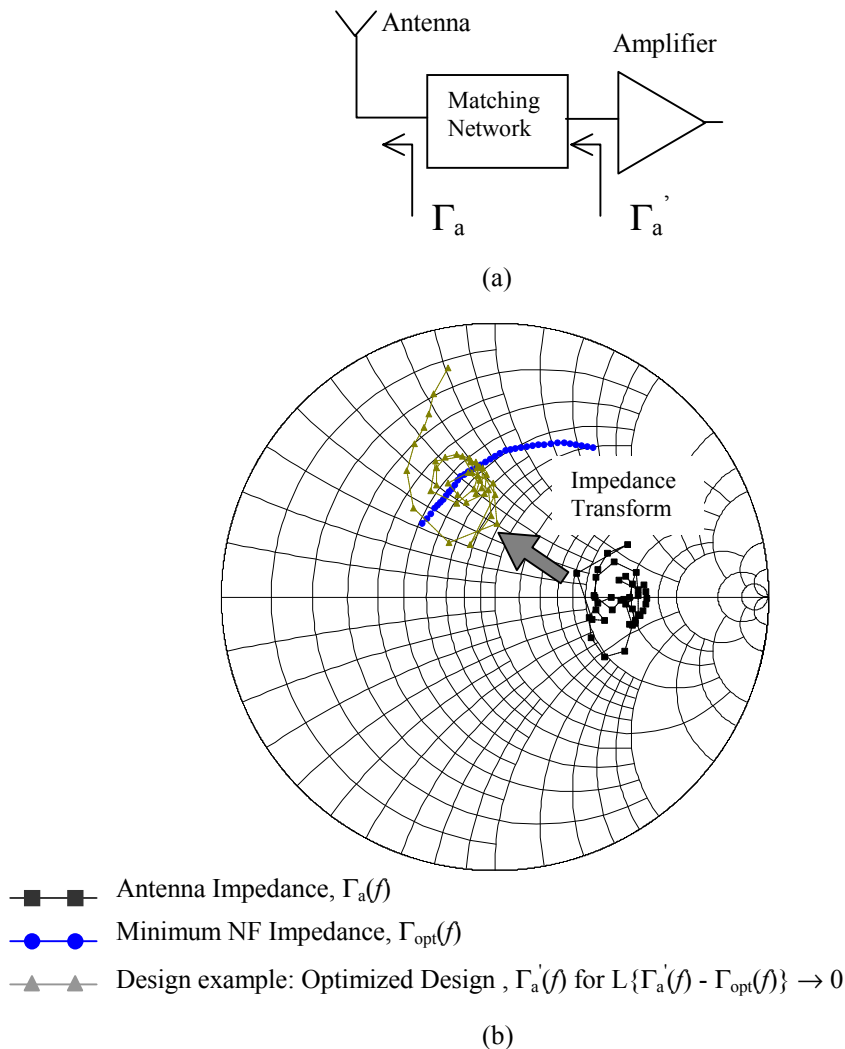 Antenna
Amplifier
Matching
Network
Γa
Γa'
(a)
Impedance
Transform
Antenna Impedance, Γa(f)
Minimum NF Impedance, Γopt(f)
Design example: Optimized Design , Γa'(f) for L{Γa'(f) - Γopt(f)} → 0
(b)